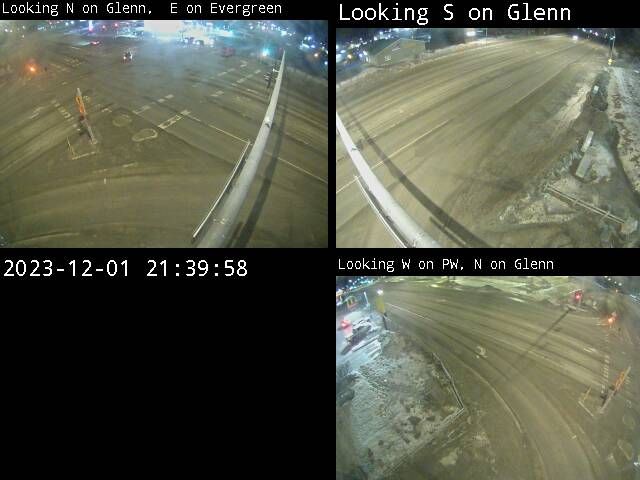 Looking N on Glenn,  E on Evergreen
Looking S on Glenn
2023-12-01 21:39:58
Looking W on PW, N on Glenn